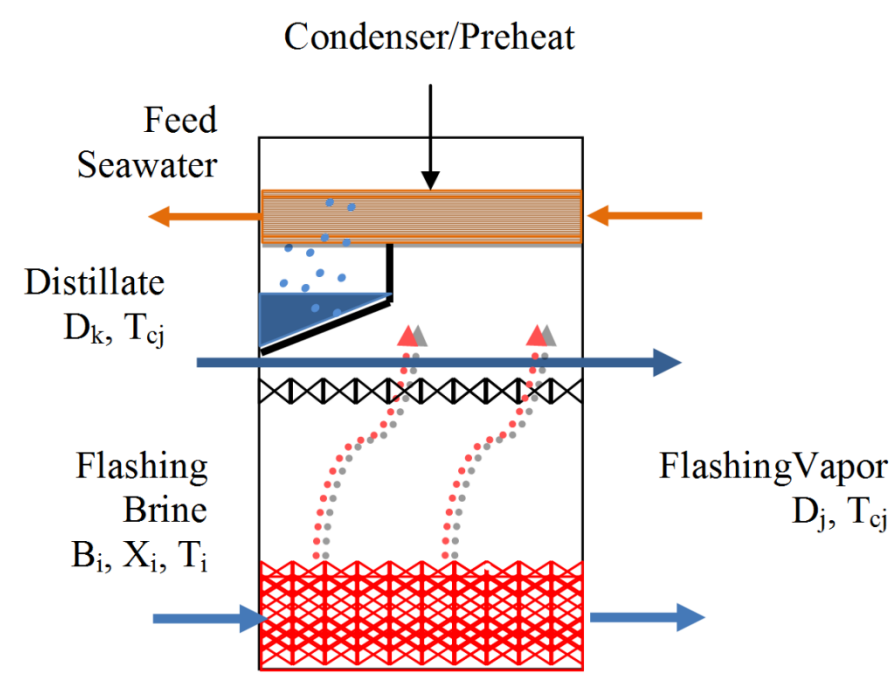 Condenser/Preheat
Feed
Seawater
Distillate
Dk, Tcj
Flashing
Brine
Bi, Xi, Ti
FlashingVapor
Dj, Tcj